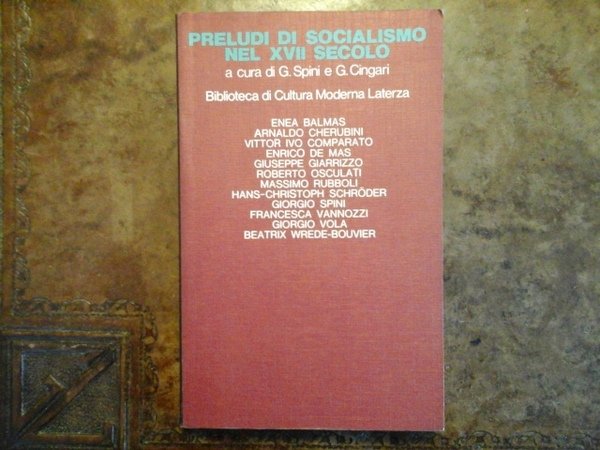 PRELUDI DI SOCIALISMO
NEL XVII SECOLO
a cura di G. Spini e G. Cingari
Biblioteca di Cultura Moderna Laterza
ENEA BALMAS
ARNALDO CHERUBINI
VITTOR IVO COMPARATO
ENRICO DE MAS
GIUSEPPE GIARRIZZO
ROBERTO OSCULATI
MASSIMO RUBBOLI
HANS-CHRISTOPH SCHRÖDER
GIORGIO SPINI
FRANCESCA VANNOZZI
GIORGIO VOLA
BEATRIX WREDE-BOUVIER